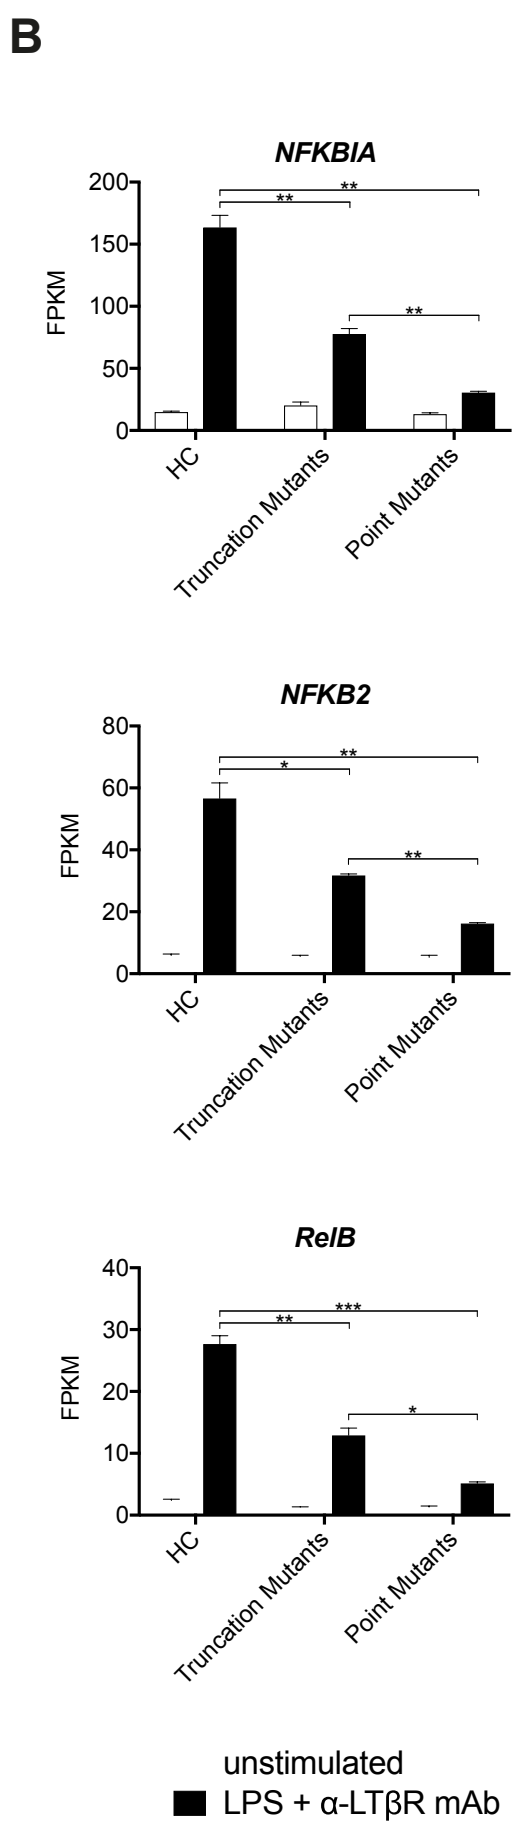 B
NFKBIA
200
150
100
50
0
FPKM
**
**
**
HC
Truncation Mutants
Point Mutants
NFKB2
80
60
40
20
0
FPKM
**
*
**
HC
Truncation Mutants
Point Mutants
RelB
40
30
20
10
0
FPKM
***
**
*
HC
Truncation Mutants
Point Mutants
unstimulated
LPS + α-LTβR mAb